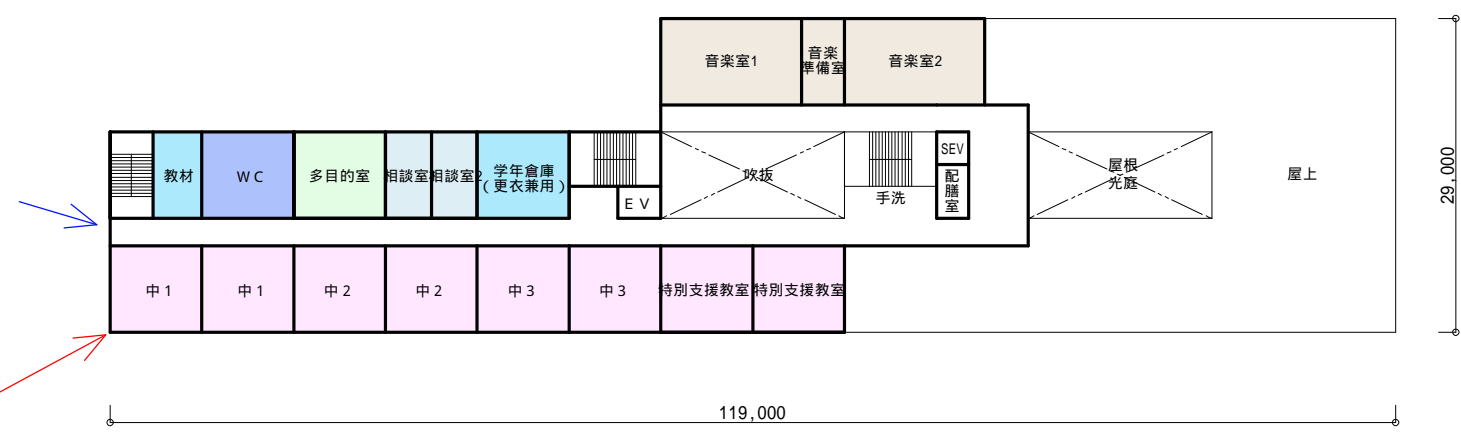 音楽室1
音楽
準備室
音楽室2
教材
ＷＣ
多目的室
相談室
相談室2
学年倉庫
(更衣兼用)
ＥＶ
吹抜
手洗
SEV
配
膳
室
屋根
光庭
屋上
29,000
中１
中１
中２
中２
中３
中３
特別支援教室
特別支援教室
119,000